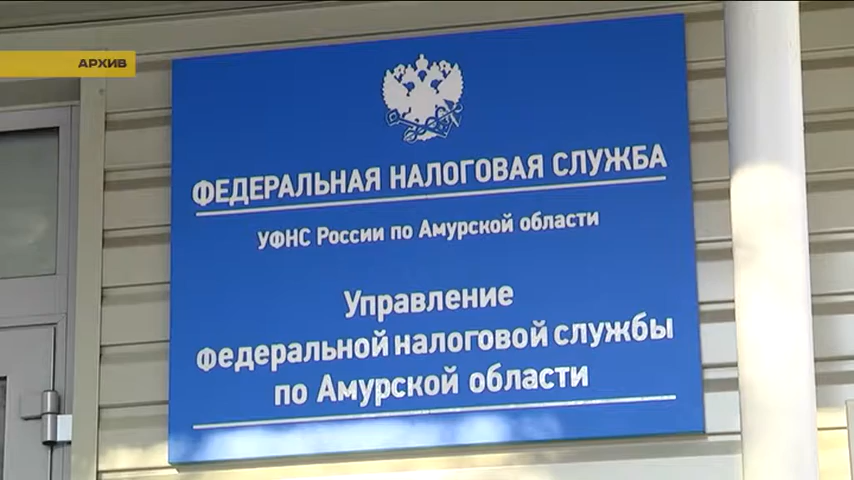 АРХИВ
ФЕДЕРАЛЬНАЯ НАЛОГОВАЯ СЛУЖБА
УФНС России по Амурской области
Управление
Федеральной налоговой службы
по Амурской области